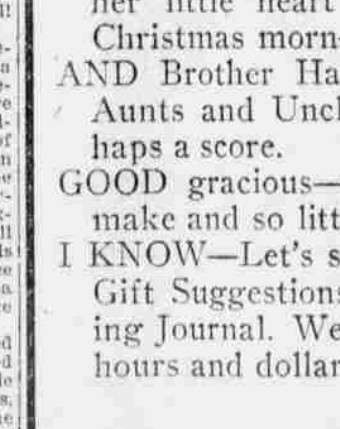 her little heart
Christmas morn-
AND Brother Ha
Aunts and Uncl
haps a score.
GOOD gracious—
make and so litt
I KNOW—Let's s
Gift Suggestions
ing Journal. We
hours and dollar